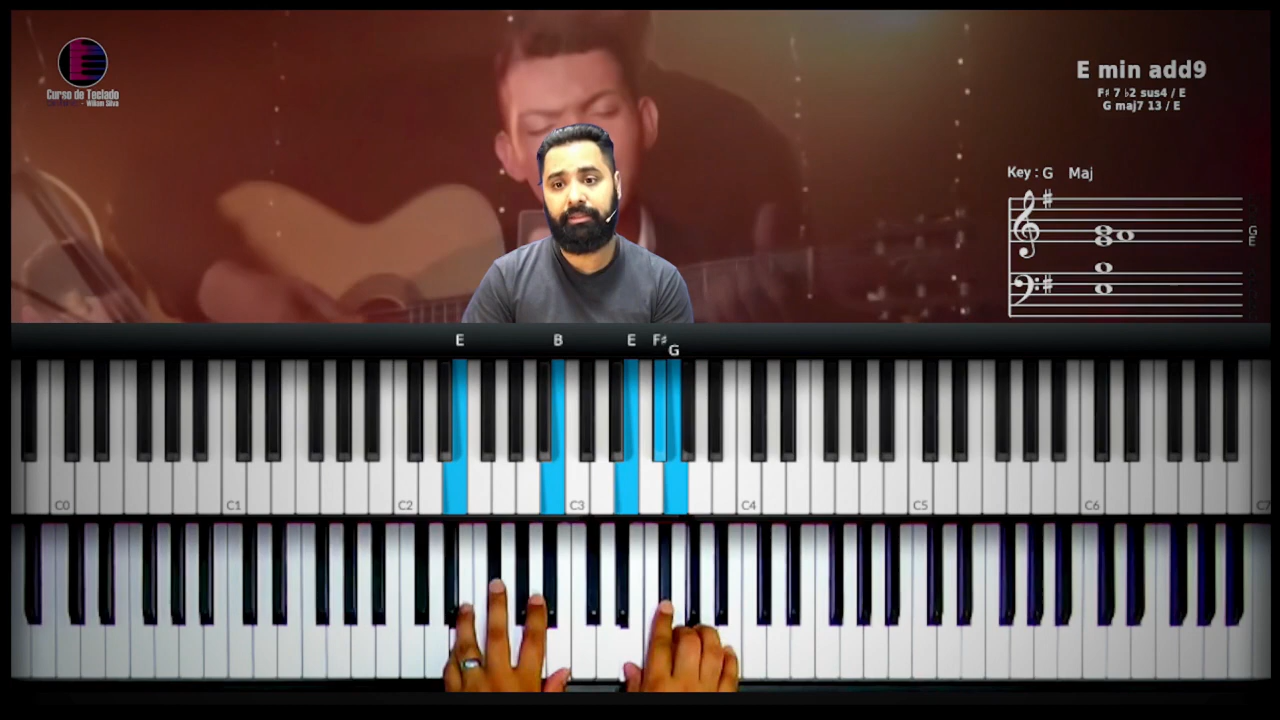 Curso de Teclado
Willam Silva
E min add9
F♯ 7 ♭2 sus4 / E
G maj7 13 / E
Key : G Maj
G
E
E B E F♯ G
C0 C1 C2 C3 C4 C5 C6 C7